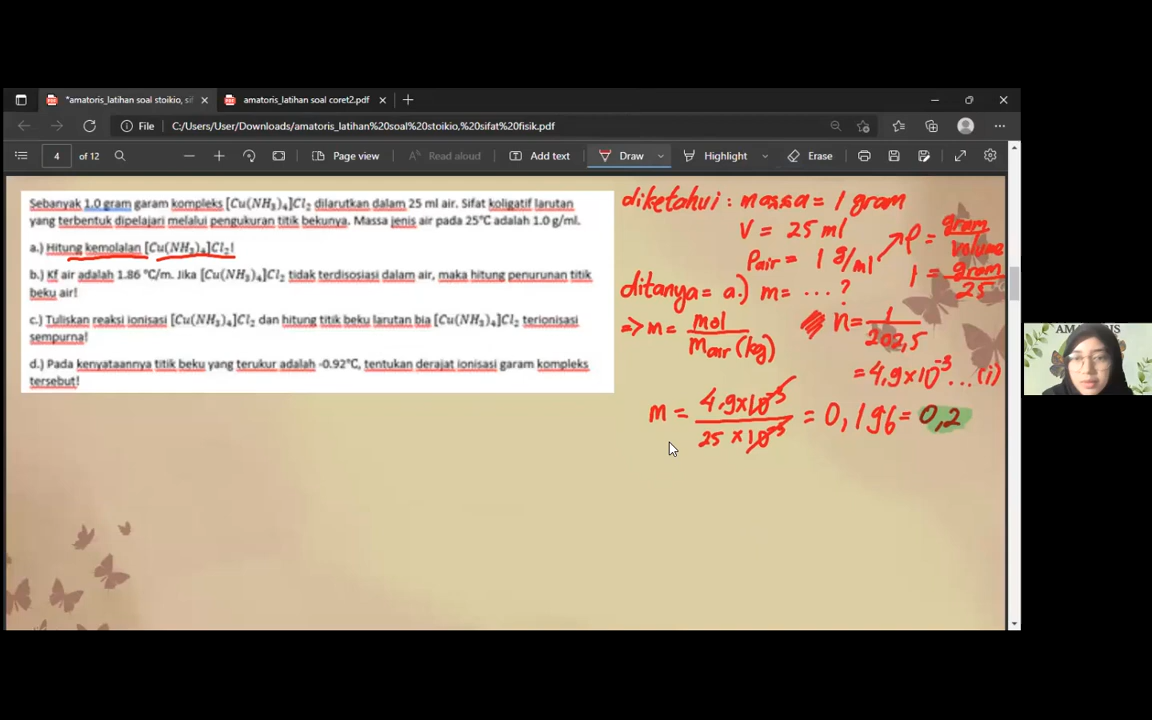 *amatoris_latihan soal stoikio, si
amatoris_latihan soal coret2.pdf
File
C:/Users/User/Downloads/amatoris_latihan%20soal%20stoikio,%20sifat%20fisik.pdf
4 of 12
Page view
Read aloud
Add text
Draw
Highlight
Erase
Sebanyak 1.0 gram garam kompleks [Cu(NH₃)₄]Cl₂ dilarutkan dalam 25 ml air. Sifat koligatif larutan
yang terbentuk dipelajari melalui pengukuran titik bekunya. Massa jenis air pada 25°C adalah 1.0 g/ml.
a.) Hitung kemolalan [Cu(NH₃)₄]Cl₂!
b.) Kf air adalah 1.86 °C/m. Jika [Cu(NH₃)₄]Cl₂ tidak terdisosiasi dalam air, maka hitung penurunan titik
beku air!
c.) Tuliskan reaksi ionisasi [Cu(NH₃)₄]Cl₂ dan hitung titik beku larutan bia [Cu(NH₃)₄]Cl₂ terionisasi
sempurna!
d.) Pada kenyataannya titik beku yang terukur adalah -0.92°C, tentukan derajat ionisasi garam kompleks
tersebut!
diketahui : massa = 1 gram
V = 25 ml
ρair = 1 g/ml
ρ = gram/volume
1 = gram/25
ditanya = a.) m = ... ?
=> m = mol/mair (kg)
n = 1/202,5
= 4,9x10⁻³ ... (i)
m = 4,9x10⁻³/25 x10⁻³ = 0,196 = 0,2